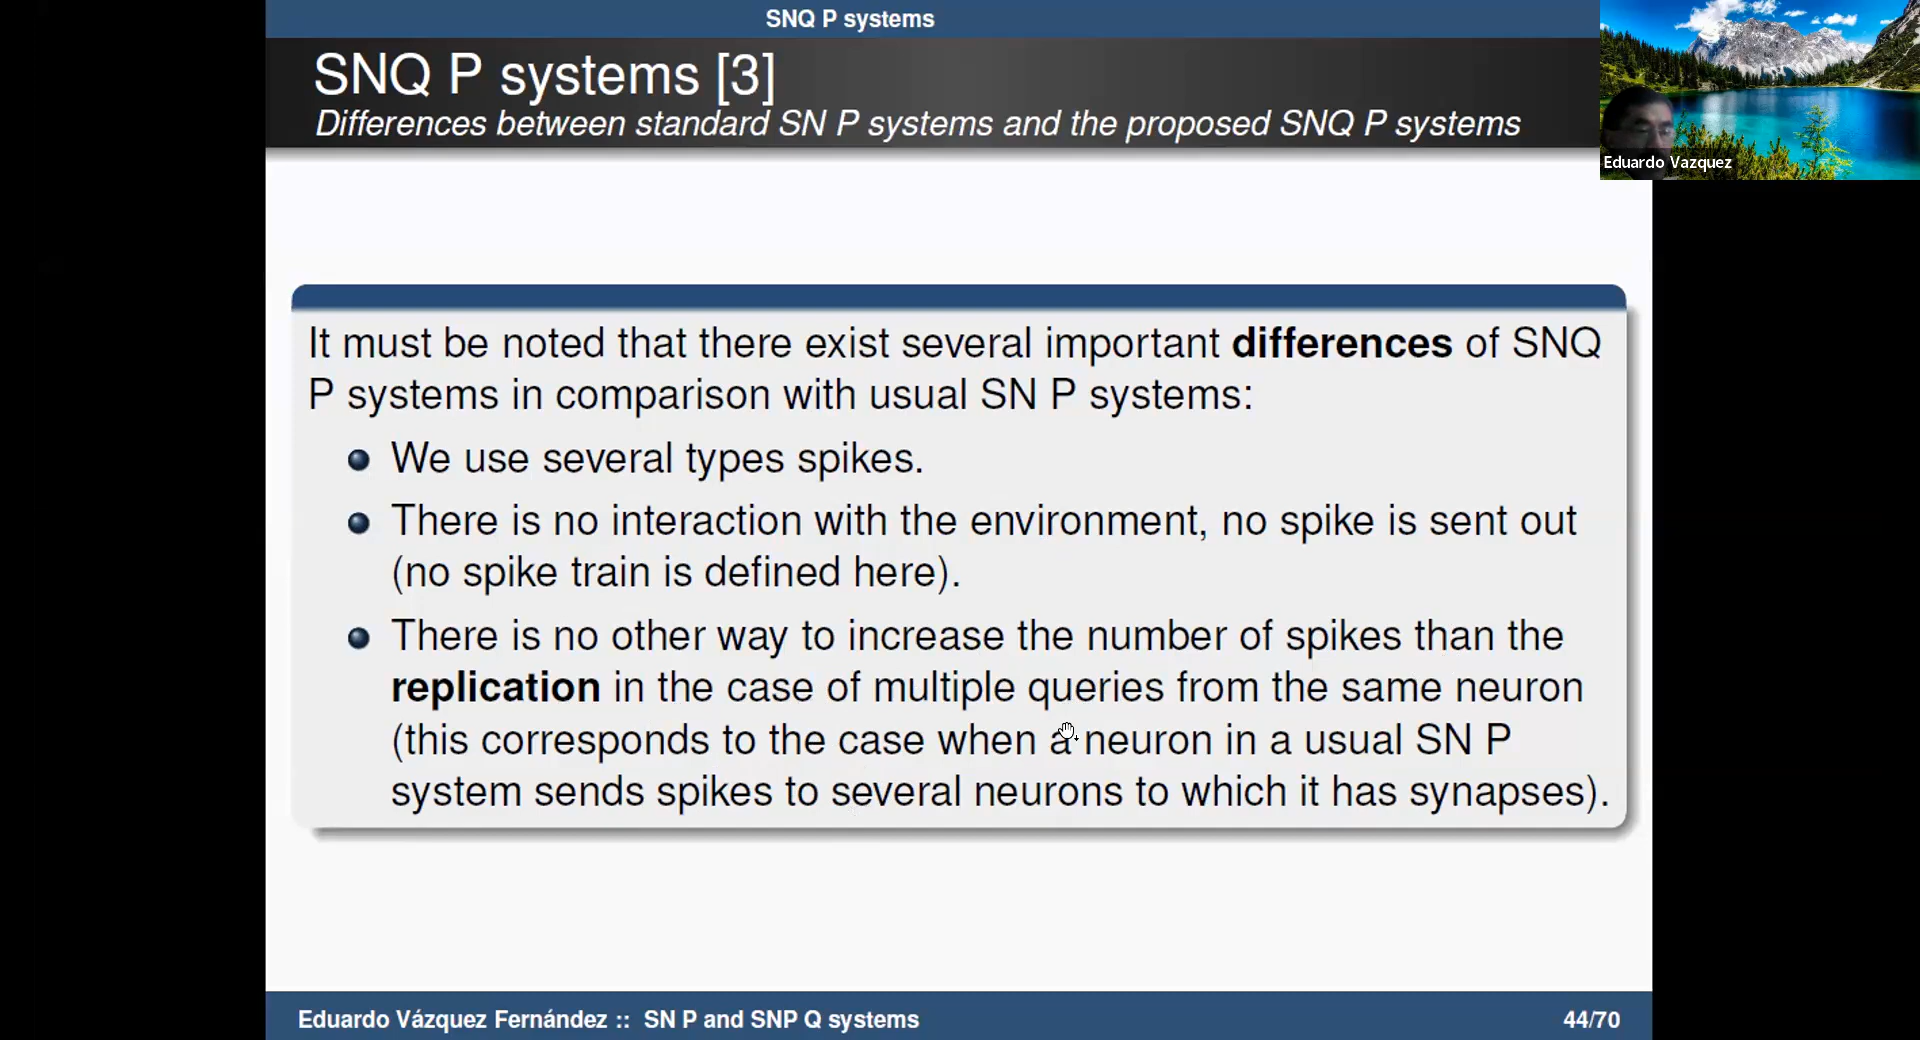 SNQ P systems
SNQ P systems [3]
Differences between standard SN P systems and the proposed SNQ P systems
Eduardo Vazquez
It must be noted that there exist several important differences of SNQ
P systems in comparison with usual SN P systems:
We use several types spikes.
There is no interaction with the environment, no spike is sent out
(no spike train is defined here).
There is no other way to increase the number of spikes than the
replication in the case of multiple queries from the same neuron
(this corresponds to the case when a neuron in a usual SN P
system sends spikes to several neurons to which it has synapses).
Eduardo Vázquez Fernández :: SN P and SNP Q systems
44/70